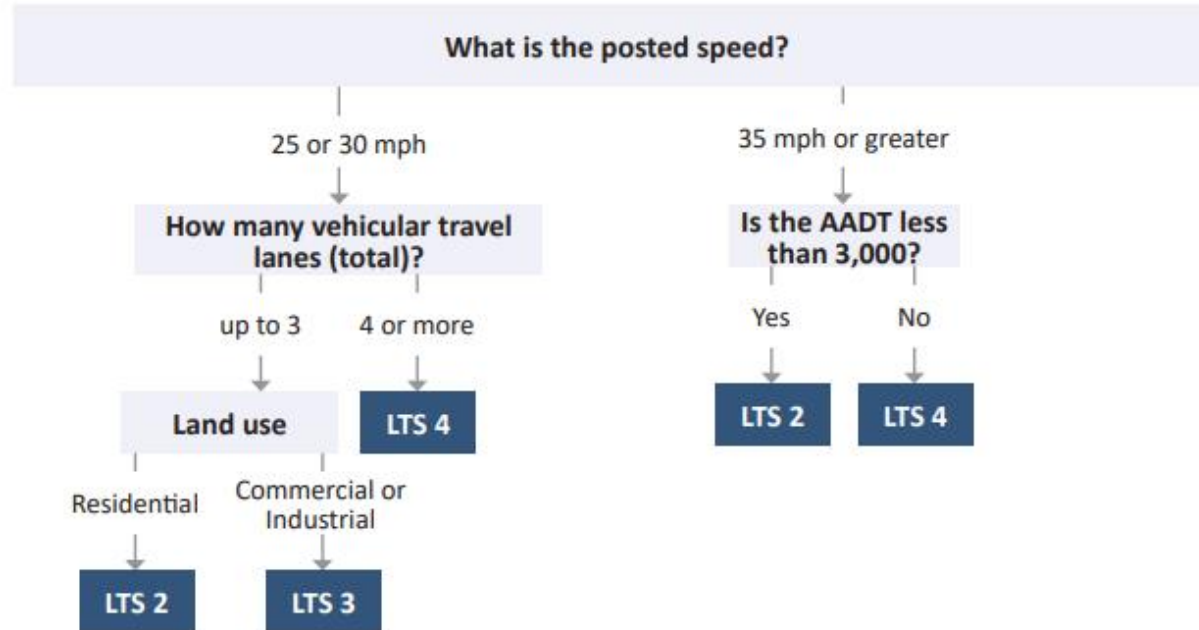 What is the posted speed?
25 or 30 mph
35 mph or greater
How many vehicular travel
lanes (total)?
Is the AADT less
than 3,000?
up to 3
4 or more
Yes
No
Land use
LTS 4
LTS 2
LTS 4
Residential
Commercial or
Industrial
LTS 2
LTS 3